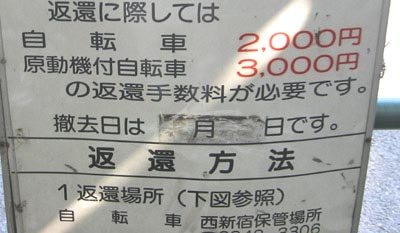 返還に際しては
自転車 2,000円
原動機付自転車 3,000円
の返還手数料が必要です。
撤去日は 月 日です。
返還方法
1返還場所（下図参照）
自転車 西新宿保管場所
3306